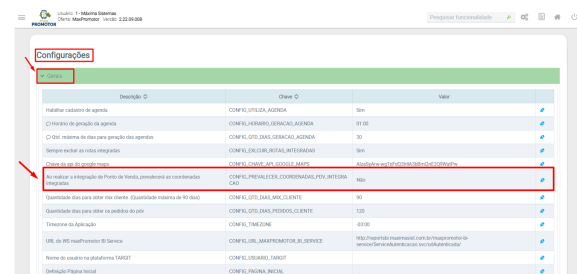 Usuário: 1 - Máxima Sistemas
Oferta: MaxPromotor Versão: 2.22.09.008
PROMOTOR
Pesquisar funcionalidade
Configurações
Gerais
Descrição Chave Valor
Habilitar cadastro de agenda CONFIG_UTILIZA_AGENDA Sim
Horário de geração da agenda CONFIG_HORARIO_GERACAO_AGENDA 01:00
Qtd. máxima de dias para geração das agendas CONFIG_QTD_DIAS_GERACAO_AGENDA 30
Sempre excluir as rotas integradas CONFIG_EXLCUIR_ROTAS_INTEGRADAS Sim
Chave da api do google maps CONFIG_CHAVE_API_GOOGLE_MAPS
Ao realizar a integração de Ponto de Venda, prevalecerá as coordenadas CONFIG_PREVALECER_COORDENADAS_PDV_INTEGRA Não
integradas CAO
Quantidade dias para obter mix cliente. (Quantidade máxima de 90 dias) CONFIG_QTD_DIAS_MIX_CLIENTE 90
Quantidade dias para obter os pedidos do pdv CONFIG_QTD_DIAS_PEDIDOS_CLIENTE 120
Timezone da Aplicação CONFIG_TIMEZONE -03:00
URL do WS maxPromotor BI Service CONFIG_URL_MAXPROMOTOR_BI_SERVICE
Nome do usuário na plataforma TARGIT CONFIG_USUARIO_TARGIT
Definição Página Inicial CONFIG_PAGINA_INICIAL